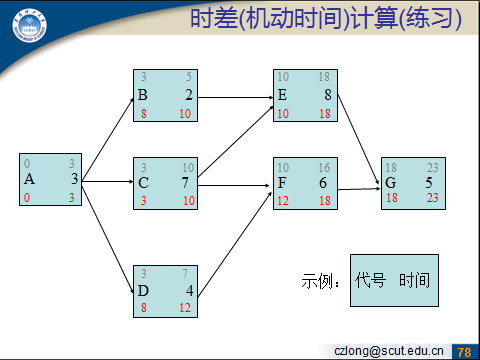 时差(机动时间)计算(练习)
3 5
B 2
8 10
10 18
E 8
10 18
0 3
A 3
0 3
3 10
C 7
3 10
10 16
F 6
12 18
18 23
G 5
18 23
3 7
D 4
8 12
示例：
代号 时间
czlong@scut.edu.cn 78